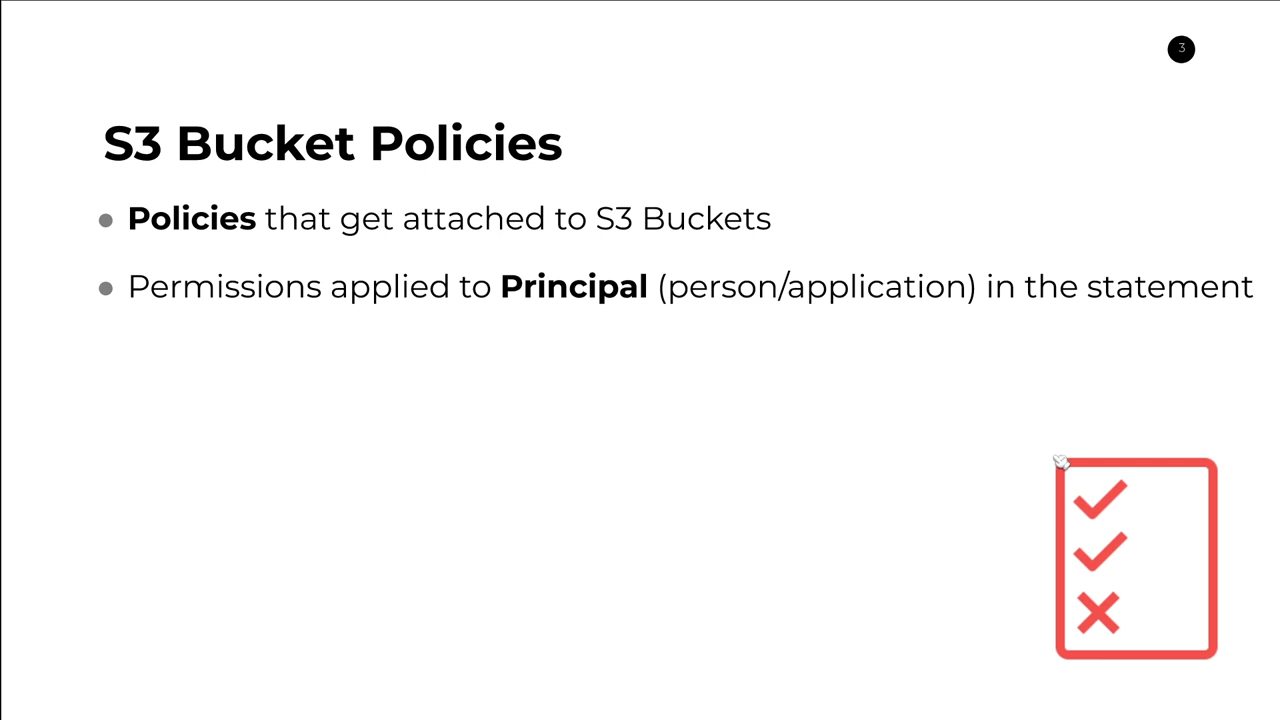 3
S3 Bucket Policies
Policies that get attached to S3 Buckets
Permissions applied to Principal (person/application) in the statement